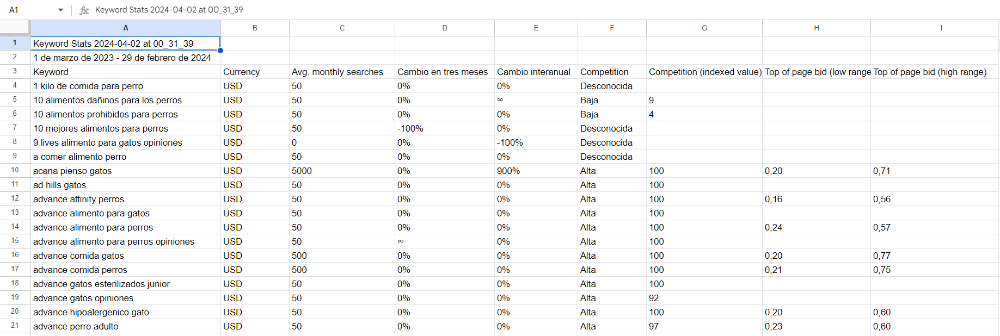 A1 fx Keyword Stats 2024-04-02 at 00_31_39
A B C D E F G H I
1 Keyword Stats 2024-04-02 at 00_31_39
2 1 de marzo de 2023 - 29 de febrero de 2024
3 Keyword Currency Avg. monthly searches Cambio en tres meses Cambio interanual Competition Competition (indexed value) Top of page bid (low range Top of page bid (high range)
4 1 kilo de comida para perro USD 50 0% 0% Desconocida
5 10 alimentos dañinos para los perros USD 50 0% ∞ Baja 9
6 10 alimentos prohibidos para perros USD 50 0% 0% Baja 4
7 10 mejores alimentos para perros USD 50 -100% 0% Desconocida
8 9 lives alimento para gatos opiniones USD 0 0% -100% Desconocida
9 a comer alimento perro USD 50 0% 0% Desconocida
10 acana pienso gatos USD 5000 0% 900% Alta 100 0,20 0,71
11 ad hills gatos USD 50 0% 0% Alta 100
12 advance affinity perros USD 50 0% 0% Alta 100 0,16 0,56
13 advance alimento para gatos USD 50 0% 0% Alta 100
14 advance alimento para perros USD 50 0% 0% Alta 100 0,24 0,57
15 advance alimento para perros opiniones USD 50 ∞ 0% Alta 100
16 advance comida gatos USD 500 0% 0% Alta 100 0,20 0,77
17 advance comida perros USD 500 0% 0% Alta 100 0,21 0,75
18 advance gatos esterilizados junior USD 50 0% 0% Alta 100
19 advance gatos opiniones USD 50 0% 0% Alta 92
20 advance hipoalergenico gato USD 50 0% 0% Alta 100 0,20 0,60
21 advance perro adulto USD 50 0% 0% Alta 97 0,23 0,60